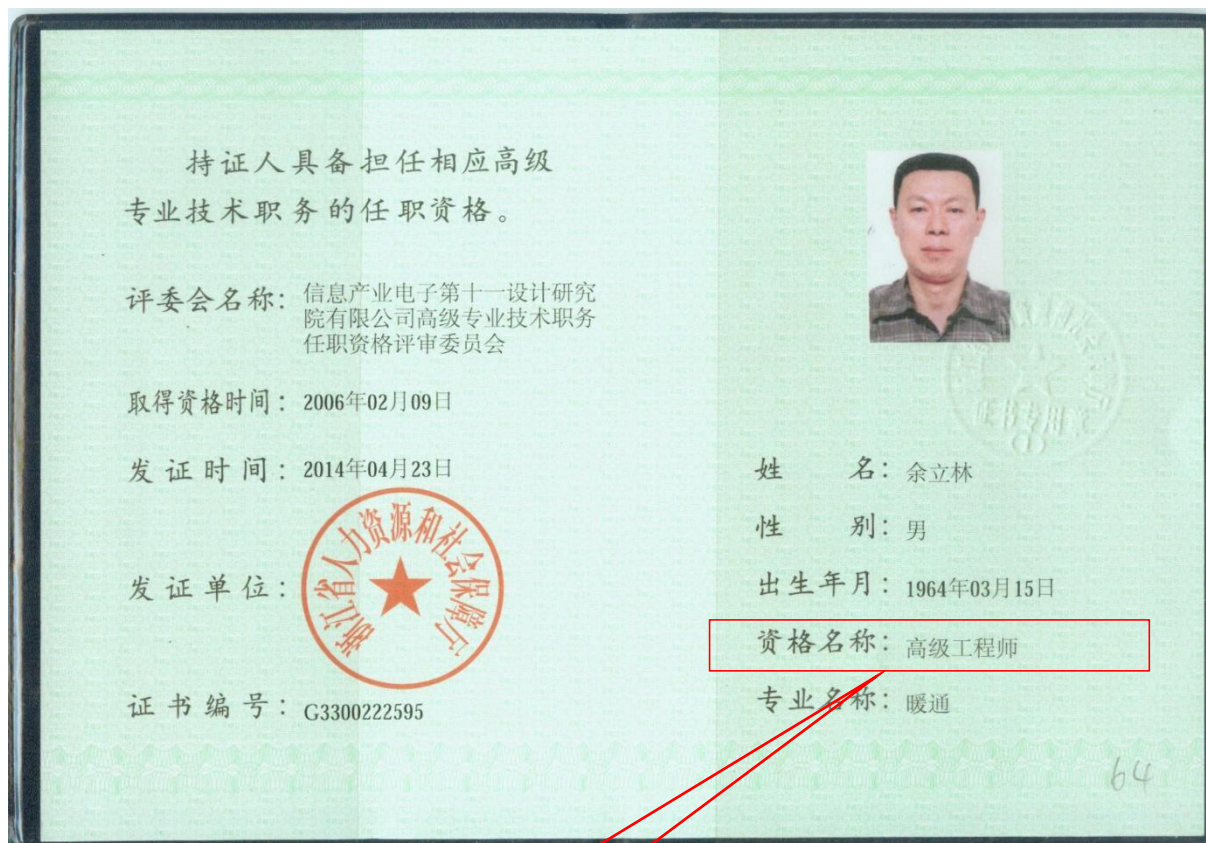 持证人具备担任相应高级
专业技术职务的任职资格。
评委会名称: 信息产业电子第十一设计研究
院有限公司高级专业技术职务
任职资格评审委员会
取得资格时间: 2006年02月09日
发证时间: 2014年04月23日
发证单位:
浙江省人力资源和社会保障厅
证书编号: G3300222595
证书专用章
(1)
姓名: 余立林
性别: 男
出生年月: 1964年03月15日
资格名称: 高级工程师
专业名称: 暖通
64